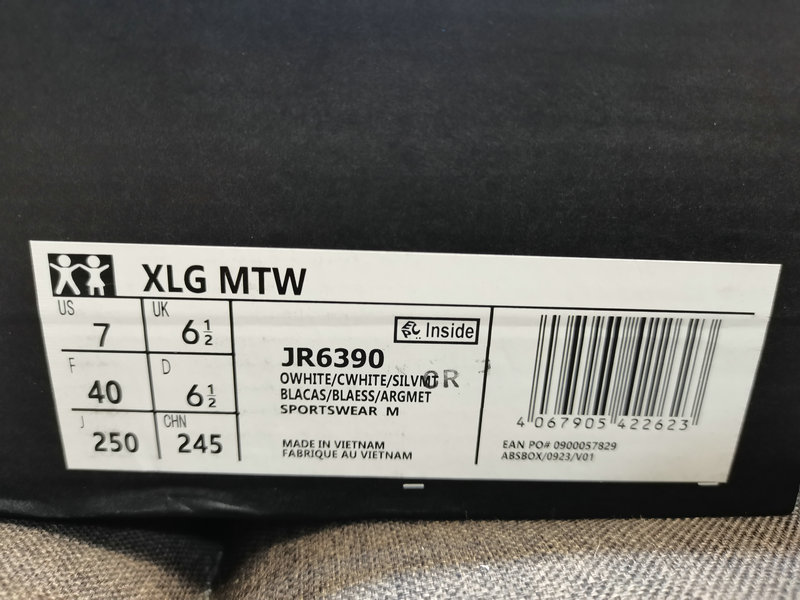 XLG MTW
US
7
UK
6½
F
40
D
6½
J
250
CHN
245
Inside
JR6390
OWHITE/CWHITE/SILVMT
BLACAS/BLAESS/ARGMET
SPORTSWEAR M
MADE IN VIETNAM
FABRIQUE AU VIETNAM
4 067905 422623
EAN PO# 0900057829
ABSBOX/0923/V01